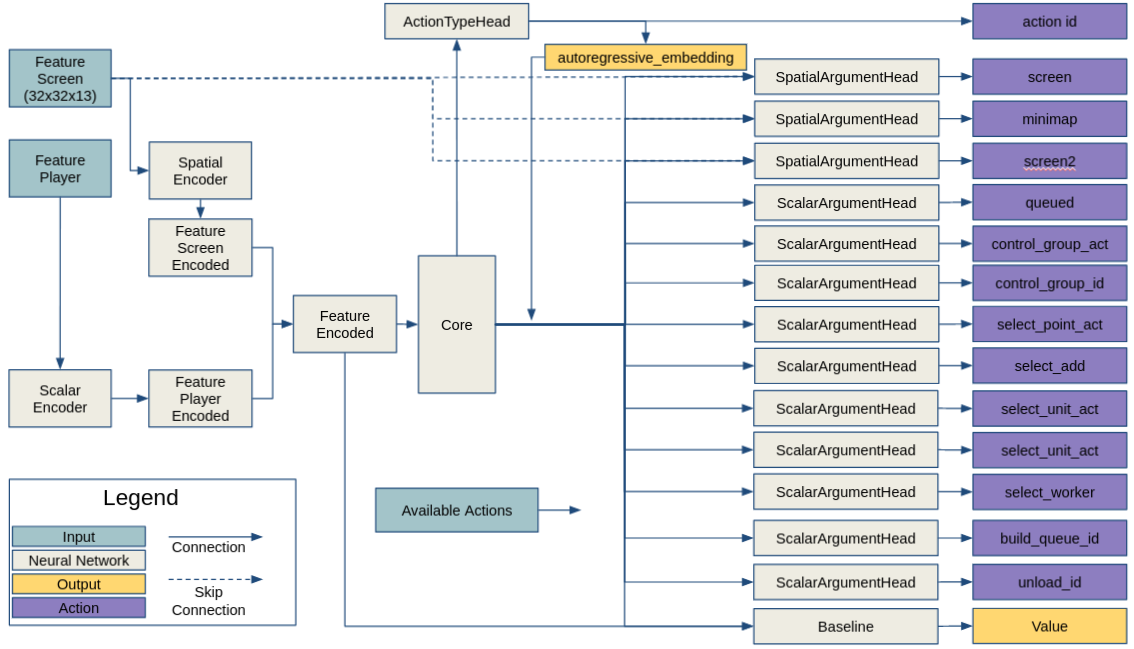 ActionTypeHead
action id
autoregressive_embedding
Feature
Screen
(32x32x13)
SpatialArgumentHead
screen
SpatialArgumentHead
minimap
Feature
Player
Spatial
Encoder
SpatialArgumentHead
screen2
ScalarArgumentHead
queued
Feature
Screen
Encoded
ScalarArgumentHead
control_group_act
ScalarArgumentHead
control_group_id
Feature
Encoded
Core
ScalarArgumentHead
select_point_act
ScalarArgumentHead
select_add
Scalar
Encoder
Feature
Player
Encoded
ScalarArgumentHead
select_unit_act
ScalarArgumentHead
select_unit_act
ScalarArgumentHead
select_worker
Available Actions
ScalarArgumentHead
build_queue_id
ScalarArgumentHead
unload_id
Baseline
Value
Legend
Input
Neural Network
Output
Action
Connection
Skip
Connection